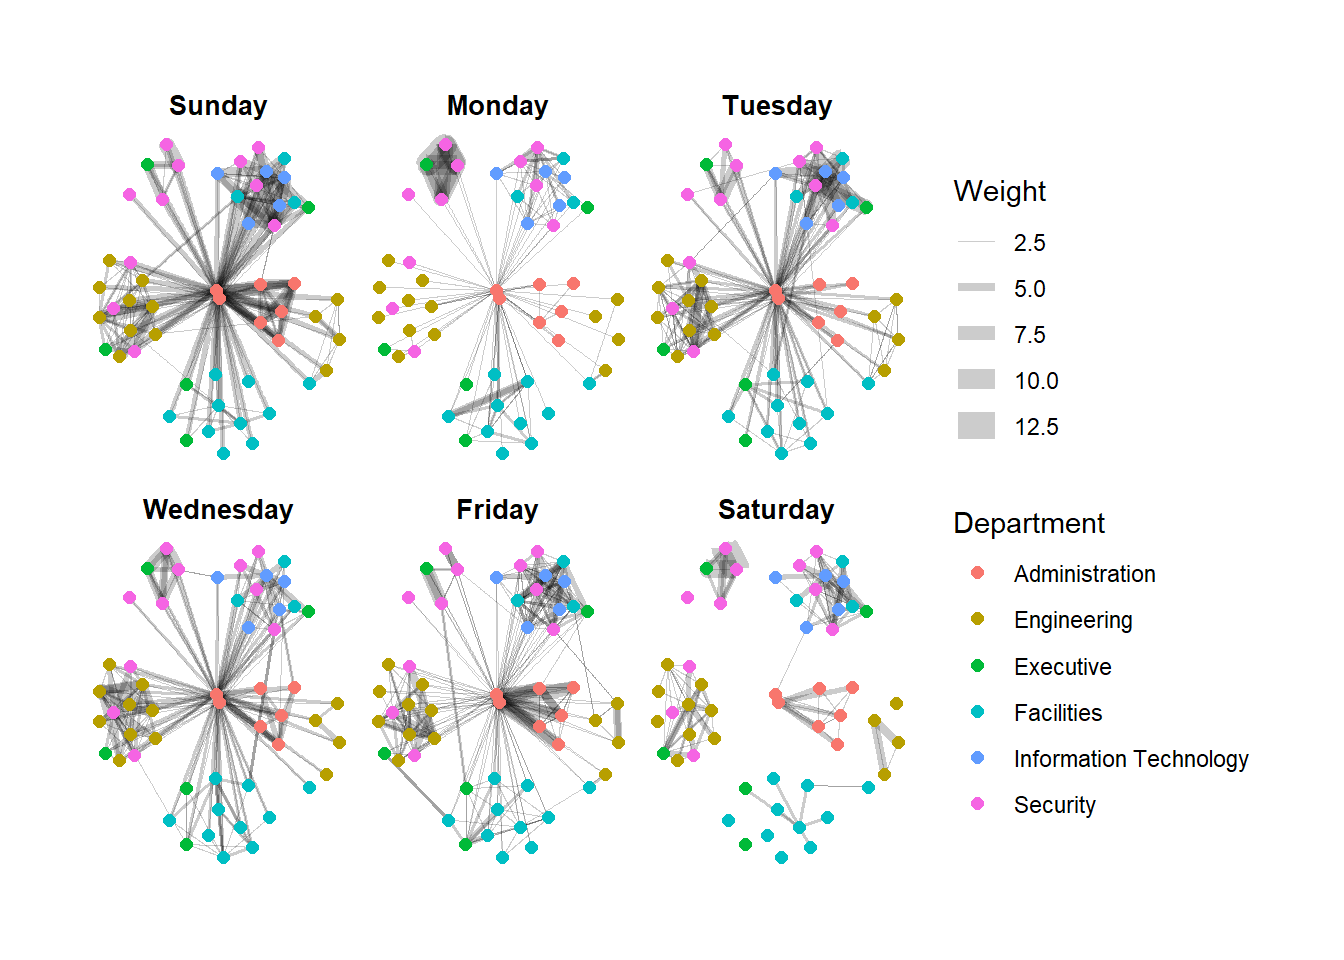 Sunday
Monday
Tuesday
Wednesday
Friday
Saturday
Weight
2.5
5.0
7.5
10.0
12.5
Department
Administration
Engineering
Executive
Facilities
Information Technology
Security